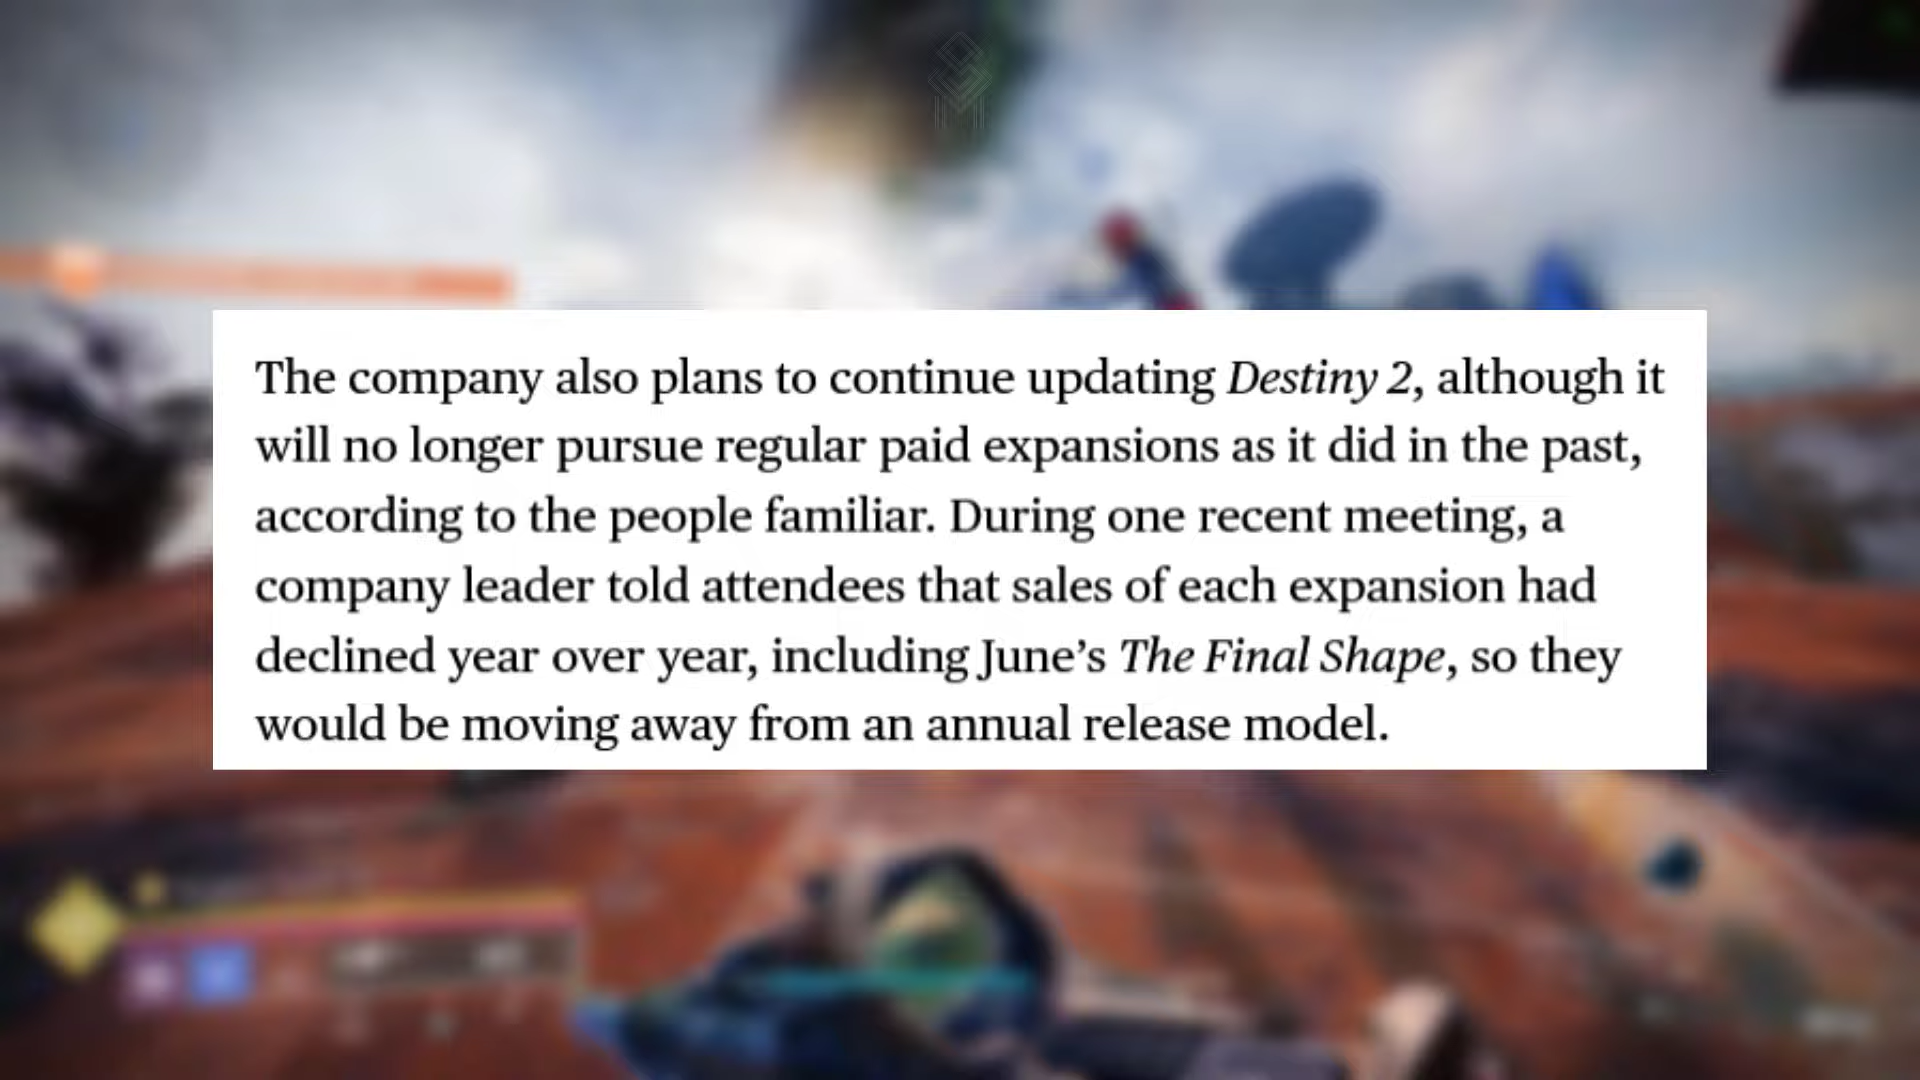 The company also plans to continue updating Destiny 2, although it
will no longer pursue regular paid expansions as it did in the past,
according to the people familiar. During one recent meeting, a
company leader told attendees that sales of each expansion had
declined year over year, including June’s The Final Shape, so they
would be moving away from an annual release model.